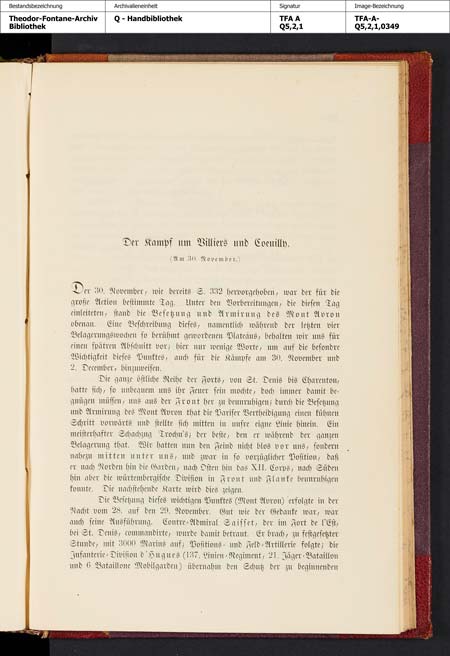 Bestandsbezeichnung
Archivalieneinheit
Signatur
Image-Bezeichnung
Theodor-Fontane-Archiv
Bibliothek
Q - Handbibliothek
TFA A
Q5,2,1
TFA-A-
Q5,2,1,0349
Der Kampf um Villiers und Coeuilly.
(Am 30. November.)
Der 30. November, wie bereits S. 332 hervorgehoben, war der für die
große Action bestimmte Tag. Unter den Vorbereitungen, die diesen Tag
einleiteten, stand die Besetzung und Armirung des Mont Avron
obenan. Eine Beschreibung dieses, namentlich während der letzten vier
Belagerungswochen so berühmt gewordenen Plateaus, behalten wir uns für
einen spätren Abschnitt vor; hier nur wenige Worte, um auf die besondre
Wichtigkeit dieses Punktes, auch für die Kämpfe am 30. November und
2. December, hinzuweisen.
Die ganze östliche Reihe der Forts, von St. Denis bis Charenton,
hatte sich, so unbequem uns ihr Feuer sein mochte, doch immer damit be-
gnügen müssen, uns aus der Front her zu beunruhigen; durch die Besetzung
und Armirung des Mont Avron that die Pariser Vertheidigung einen kühnen
Schritt vorwärts und stellte sich mitten in unsre eigne Linie hinein. Ein
meisterhafter Schachzug Trochu's, der beste, den er während der ganzen
Belagerung that. Wir hatten nun den Feind nicht blos vor uns, sondern
nahezu mitten unter uns, und zwar in so vorzüglicher Position, daß
er nach Norden hin die Garden, nach Osten hin das XII. Corps, nach Süden
hin aber die württembergische Division in Front und Flanke beunruhigen
konnte. Die nachstehende Karte wird dies zeigen.
Die Besetzung dieses wichtigen Punktes (Mont Avron) erfolgte in der
Nacht vom 28. auf den 29. November. Gut wie der Gedanke war, war
auch seine Ausführung. Contre-Admiral Saisset, der im Fort de l'Est,
bei St. Denis, commandirte, wurde damit betraut. Er brach, zu festgesetzter
Stunde, mit 3000 Marins auf; Positions- und Feld-Artillerie folgte; die
Infanterie-Division d'Hugues (137. Linien-Regiment, 21. Jäger-Bataillon
und 6 Bataillone Mobilgarden) übernahm den Schutz der zu beginnenden